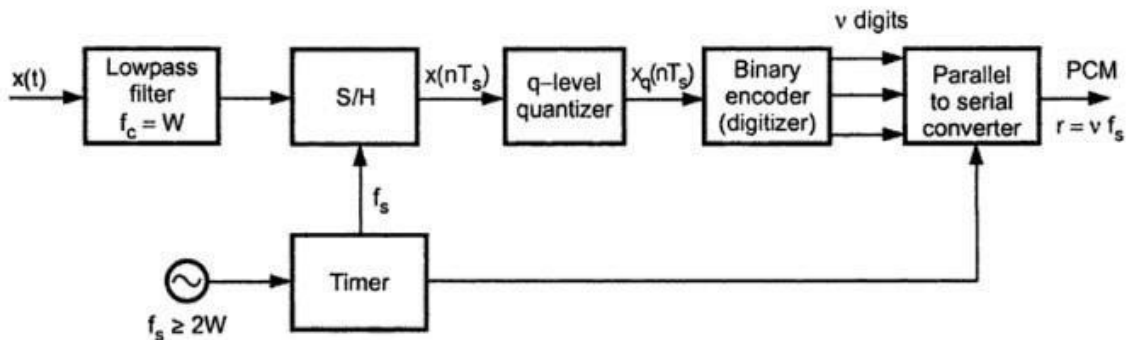 x(t)
Lowpass
filter
f_c = W
S/H
x(nT_s)
q-level
quantizer
x_q(nT_s)
Binary
encoder
(digitizer)
ν digits
Parallel
to serial
converter
PCM
r = ν f_s
f_s
Timer
f_s ≥ 2W